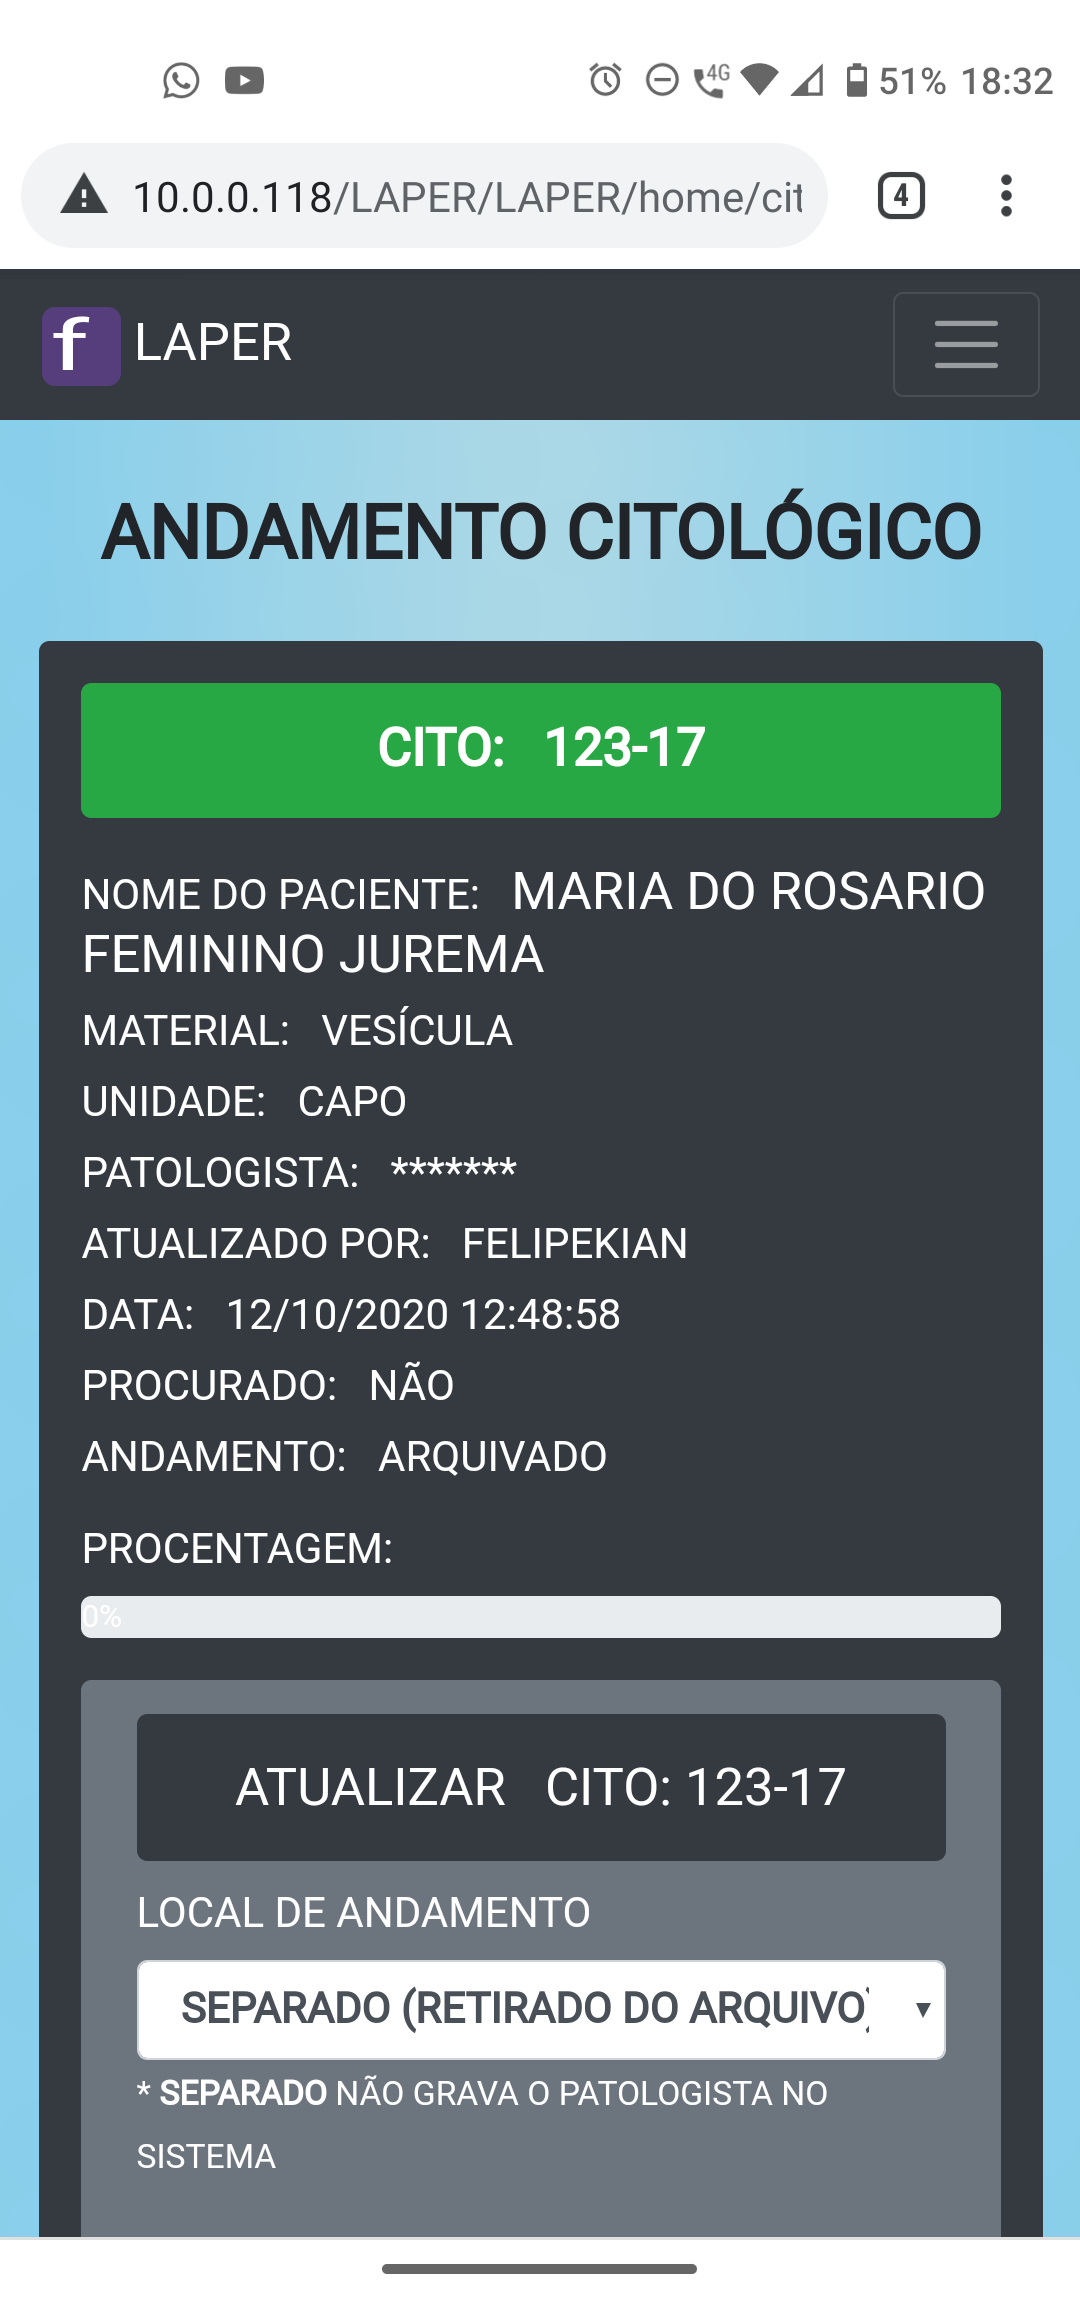 4G 51% 18:32
10.0.0.118/LAPER/LAPER/home/cit
4
f LAPER
ANDAMENTO CITOLÓGICO
CITO: 123-17
NOME DO PACIENTE: MARIA DO ROSARIO
FEMININO JUREMA
MATERIAL: VESÍCULA
UNIDADE: CAPO
PATOLOGISTA: *******
ATUALIZADO POR: FELIPEKIAN
DATA: 12/10/2020 12:48:58
PROCURADO: NÃO
ANDAMENTO: ARQUIVADO
PROCENTAGEM:
0%
ATUALIZAR CITO: 123-17
LOCAL DE ANDAMENTO
SEPARADO (RETIRADO DO ARQUIVO)
* SEPARADO NÃO GRAVA O PATOLOGISTA NO
SISTEMA